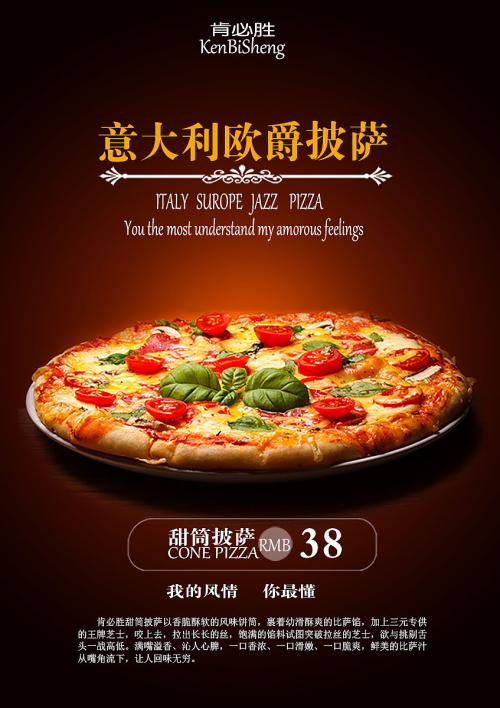 肯必胜
KenBiSheng
意大利欧爵披萨
ITALY SUROPE JAZZ PIZZA
You the most understand my amorous feelings
甜筒披萨
CONE PIZZA RMB 38
我的风情 你最懂
肯必胜甜筒披萨以香脆酥软的风味饼筒，裹着幼滑酥爽的比萨馅，加上三元专供
的王牌芝士，咬上去，拉出长长的丝，饱满的馅料试图突破拉丝的芝士，欲与挑剔舌
头一战高低。满嘴溢香、沁人心脾，一口香浓、一口滑嫩、一口脆爽，鲜美的比萨汁
从嘴角流下，让人回味无穷。